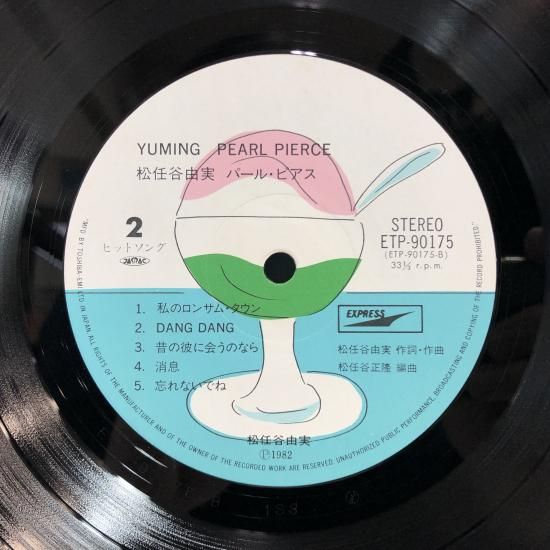 YUMING PEARL PIERCE
松任谷由実 パール・ピアス
2
ヒットソング
JASRAC
STEREO
ETP-90175
(ETP-90175-B)
33⅓ r.p.m.
EXPRESS
1. 私のロンサム・タウン
2. DANG DANG
3. 昔の彼に会うのなら
4. 消息
5. 忘れないでね
松任谷由実 作詞・作曲
松任谷正隆 編曲
松任谷由実
Ⓟ1982
M'F'D BY TOSHIBA EMI LTD IN JAPAN ALL RIGHTS OF THE MANUFACTURER AND OF THE OWNER OF THE RECORDED WORK ARE RESERVED. UNAUTHORIZED PUBLIC PERFORMANCE, BROADCASTING AND COPYING OF THE RECORD PROHIBITED.